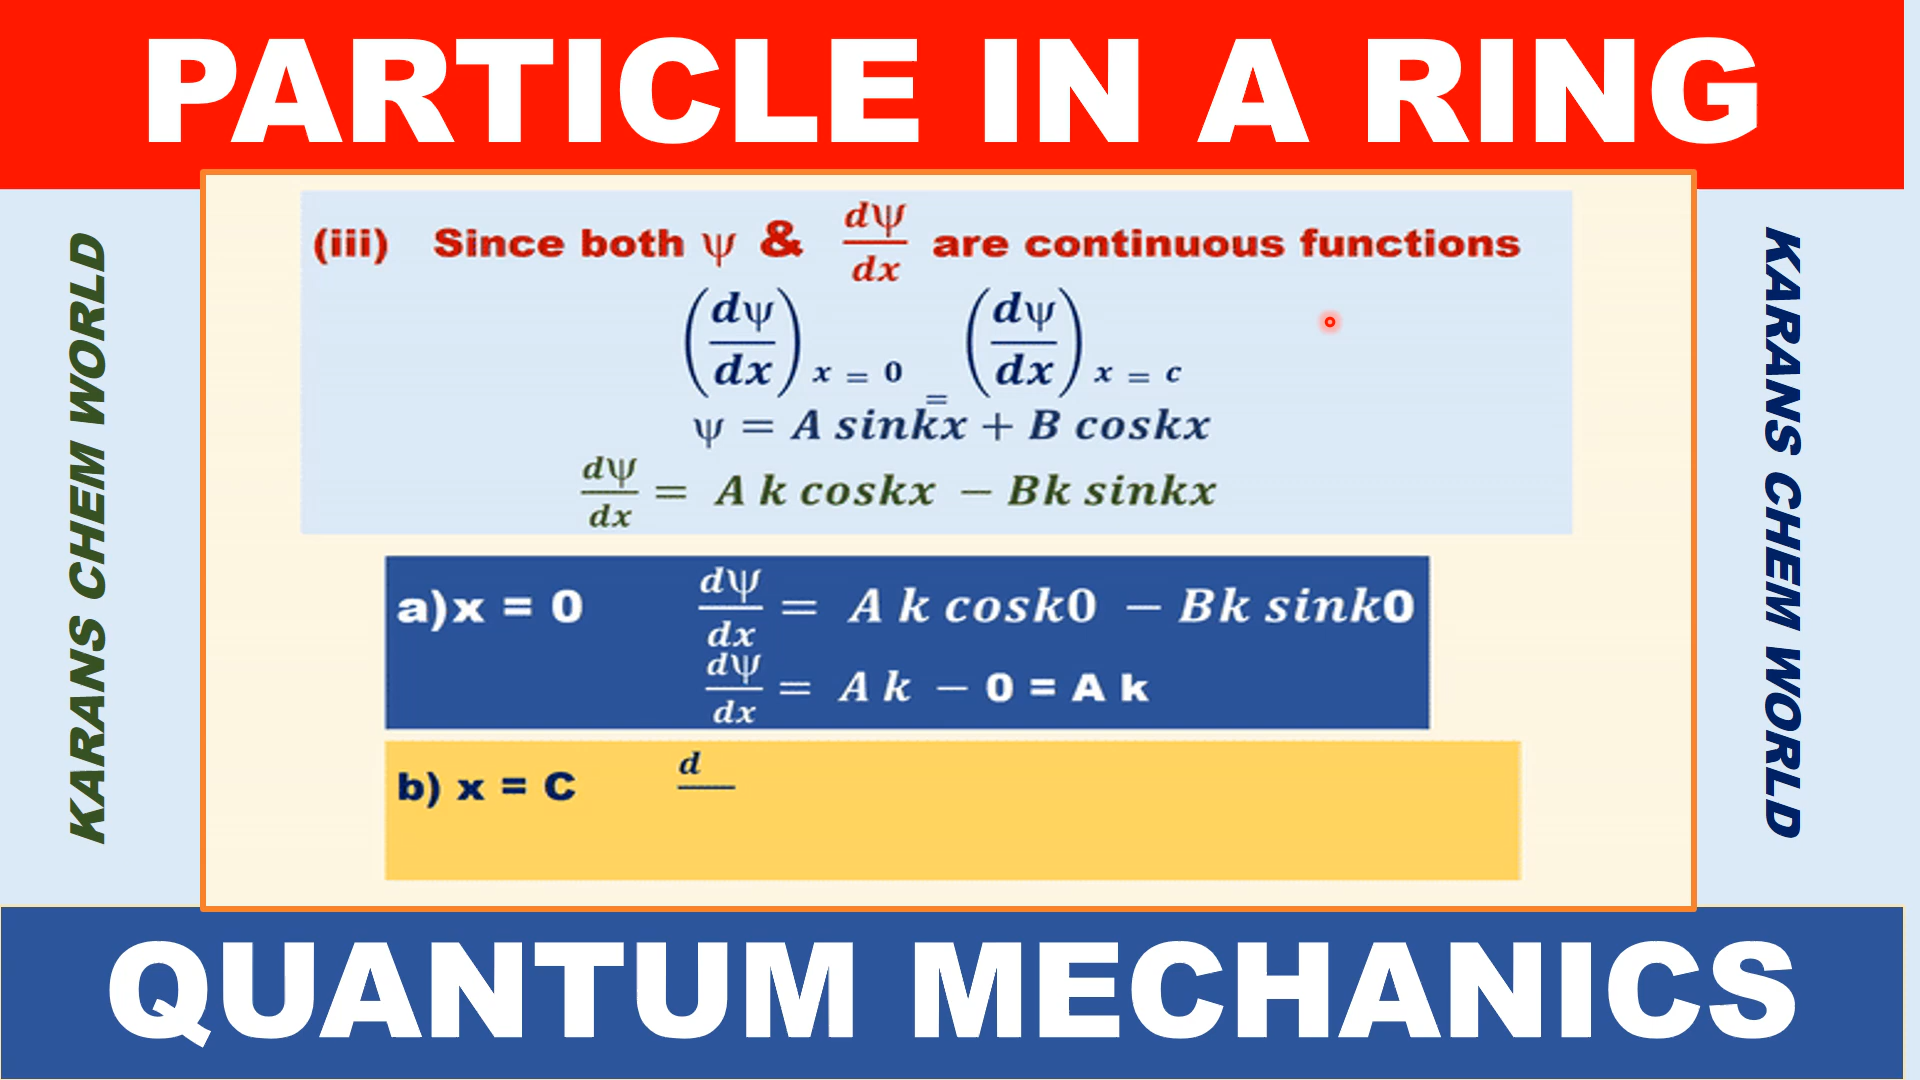 PARTICLE IN A RING
KARANS CHEM WORLD
(iii) Since both ψ & dψ/dx are continuous functions
(dψ/dx) x = 0 = (dψ/dx) x = c
ψ = A sinkx + B coskx
dψ/dx = A k coskx − Bk sinkx
a)x = 0 dψ/dx = A k cosk0 − Bk sink0
dψ/dx = A k − 0 = A k
b) x = C d
KARANS CHEM WORLD
QUANTUM MECHANICS